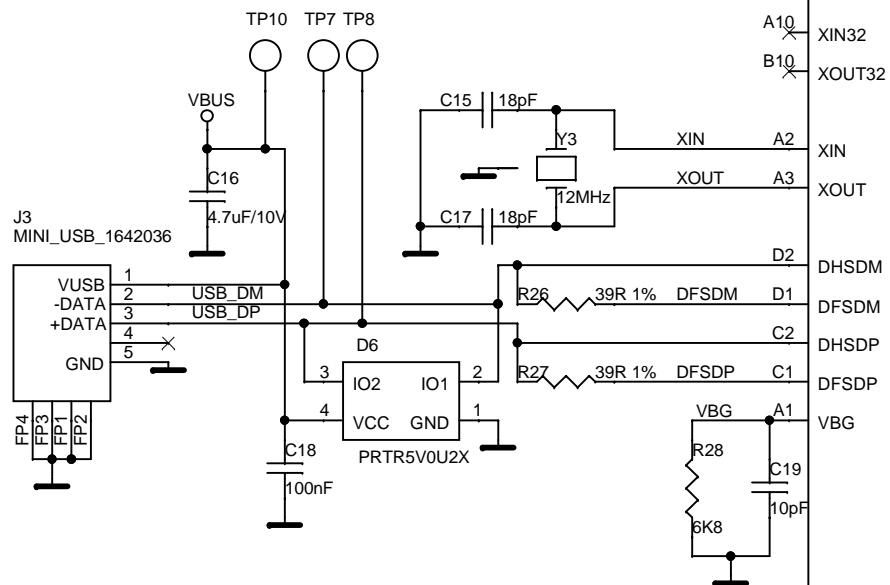 TP10 TP7 TP8
A10 XIN32
B10 XOUT32
VBUS
C15 18pF
Y3
XIN A2 XIN
C16
XOUT A3 XOUT
12MHz
4.7uF/10V
C17 18pF
J3
MINI_USB_1642036
D2 DHSDM
VUSB 1
-DATA 2 USB_DM
R26 39R 1% DFSDM D1 DFSDM
+DATA 3 USB_DP
4
C2 DHSDP
D6
GND 5
3 IO2 IO1 2
R27 39R 1% DFSDP C1 DFSDP
4 VCC GND 1
VBG A1 VBG
FP4 FP3 FP1 FP2
C18
PRTR5V0U2X
R28
C19
100nF
10pF
6K8